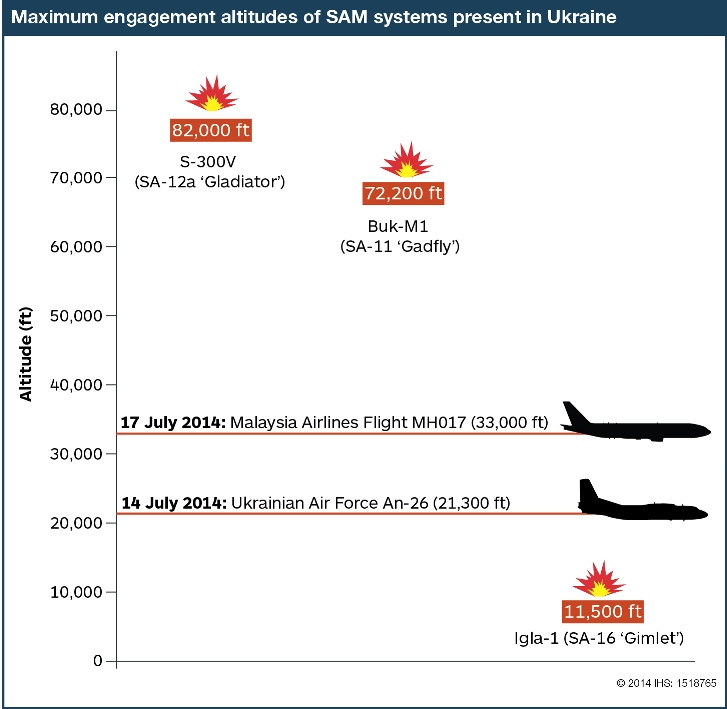 Maximum engagement altitudes of SAM systems present in Ukraine
Altitude (ft)
80,000
70,000
60,000
50,000
40,000
30,000
20,000
10,000
0
82,000 ft
S-300V
(SA-12a ‘Gladiator’)
72,200 ft
Buk-M1
(SA-11 ‘Gadfly’)
17 July 2014: Malaysia Airlines Flight MH017 (33,000 ft)
14 July 2014: Ukrainian Air Force An-26 (21,300 ft)
11,500 ft
Igla-1 (SA-16 ‘Gimlet’)
© 2014 IHS: 1518765